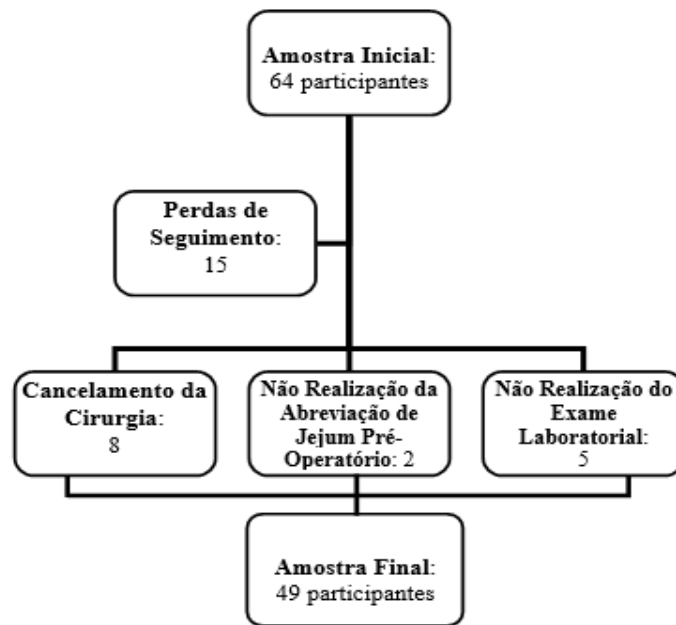 Amostra Inicial:
64 participantes
Perdas de
Seguimento:
15
Cancelamento da
Cirurgia:
8
Não Realização da
Abreviação de
Jejum Pré-
Operatório: 2
Não Realização do
Exame
Laboratorial:
5
Amostra Final:
49 participantes